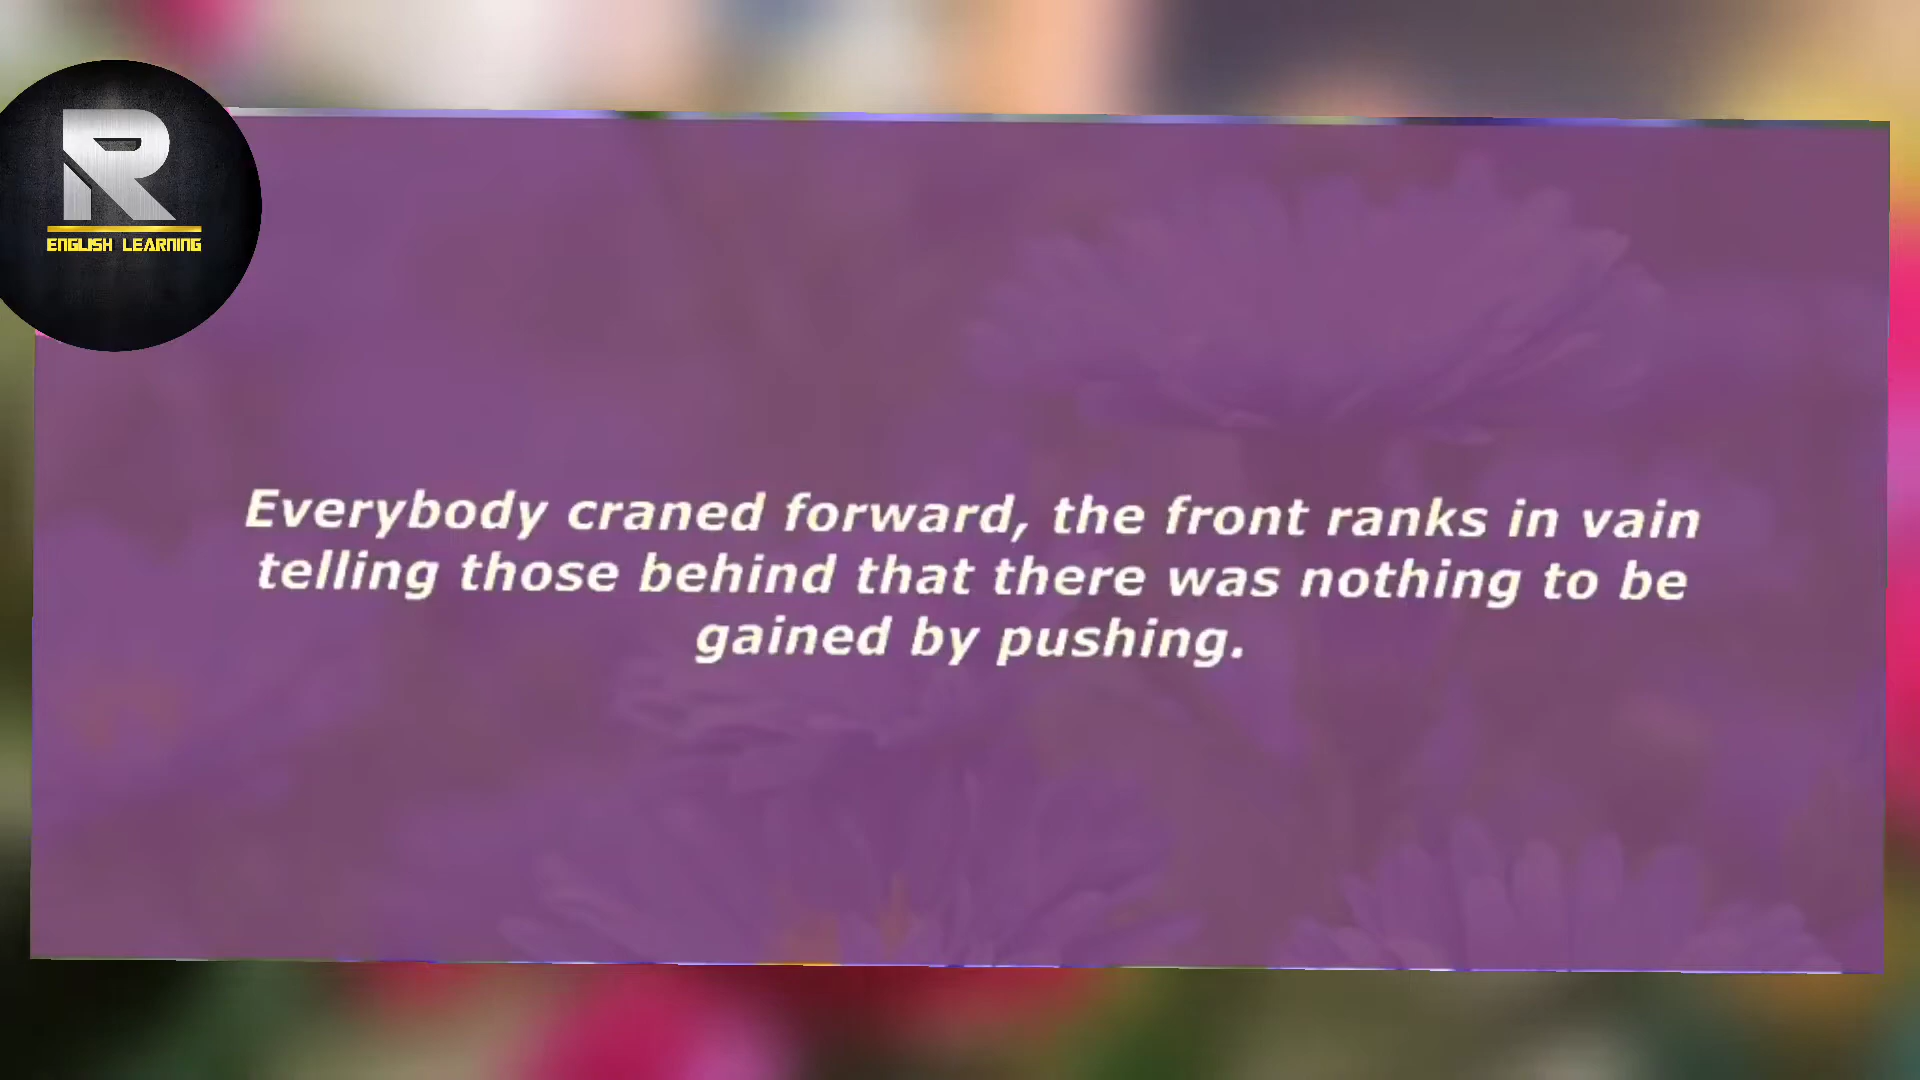 R
ENGLISH LEARNING
Everybody craned forward, the front ranks in vain
telling those behind that there was nothing to be
gained by pushing.